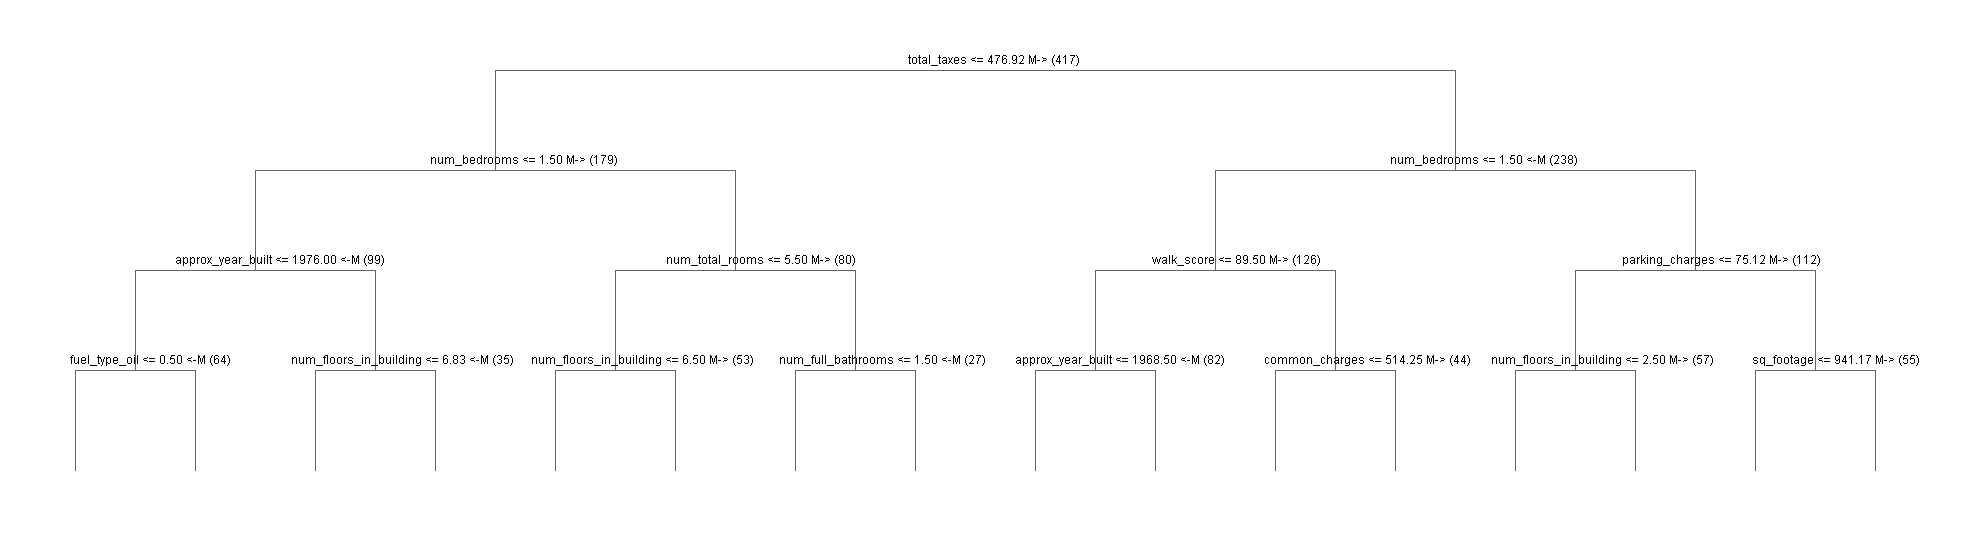 total_taxes <= 476.92 M-> (417)
num_bedrooms <= 1.50 M-> (179)
num_bedrooms <= 1.50 <-M (238)
approx_year_built <= 1976.00 <-M (99)
num_total_rooms <= 5.50 M-> (80)
walk_score <= 89.50 M-> (126)
parking_charges <= 75.12 M-> (112)
fuel_type_oil <= 0.50 <-M (64)
num_floors_in_building <= 6.83 <-M (35)
num_floors_in_building <= 6.50 M-> (53)
num_full_bathrooms <= 1.50 <-M (27)
approx_year_built <= 1968.50 <-M (82)
common_charges <= 514.25 M-> (44)
num_floors_in_building <= 2.50 M-> (57)
sq_footage <= 941.17 M-> (55)